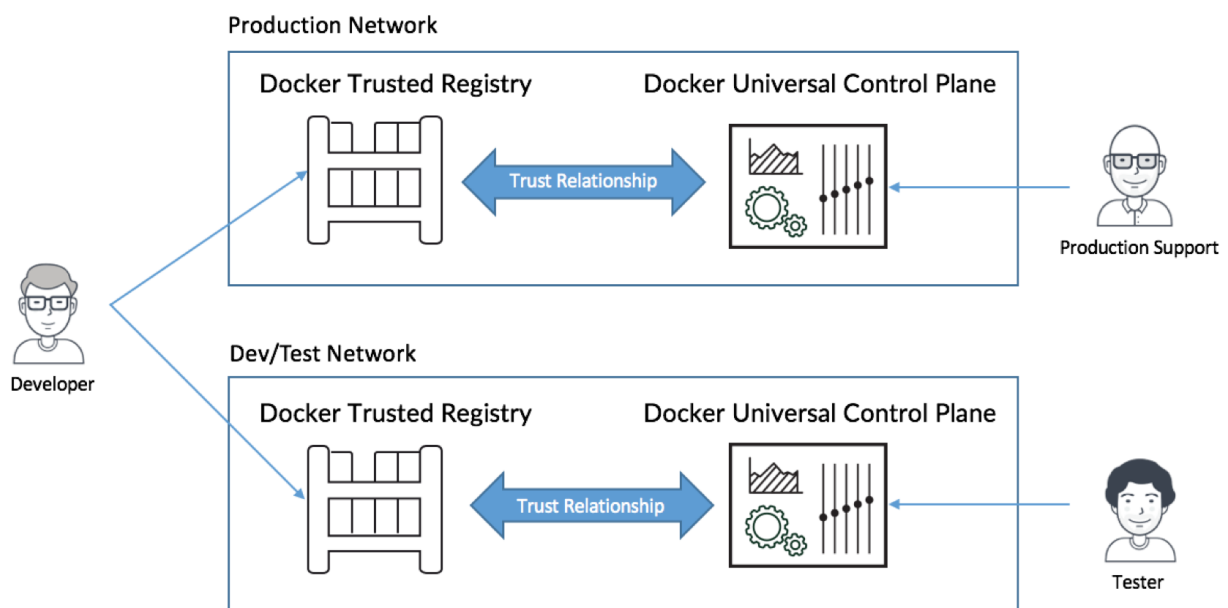 Production Network
Docker Trusted Registry
Docker Universal Control Plane
Trust Relationship
Production Support
Developer
Dev/Test Network
Docker Trusted Registry
Docker Universal Control Plane
Trust Relationship
Tester